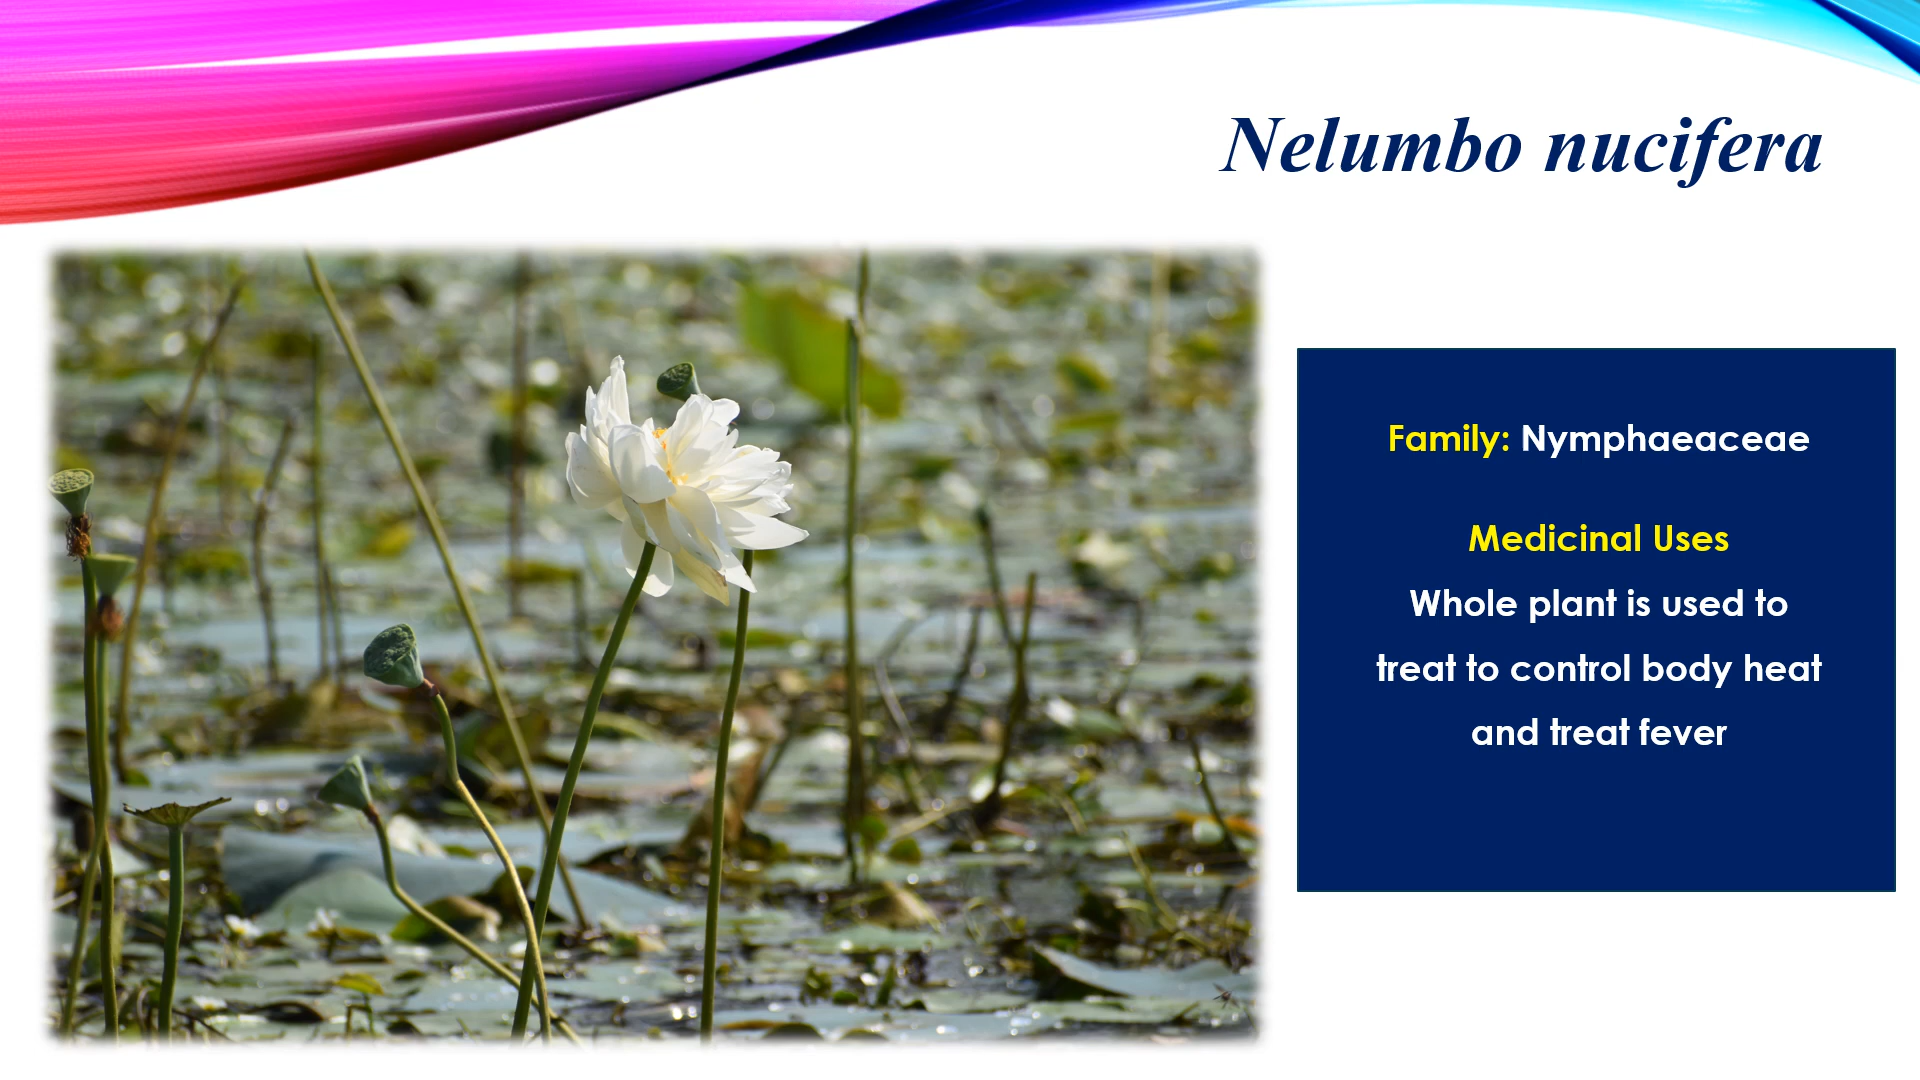 Nelumbo nucifera
Family: Nymphaeaceae
Medicinal Uses
Whole plant is used to
treat to control body heat
and treat fever